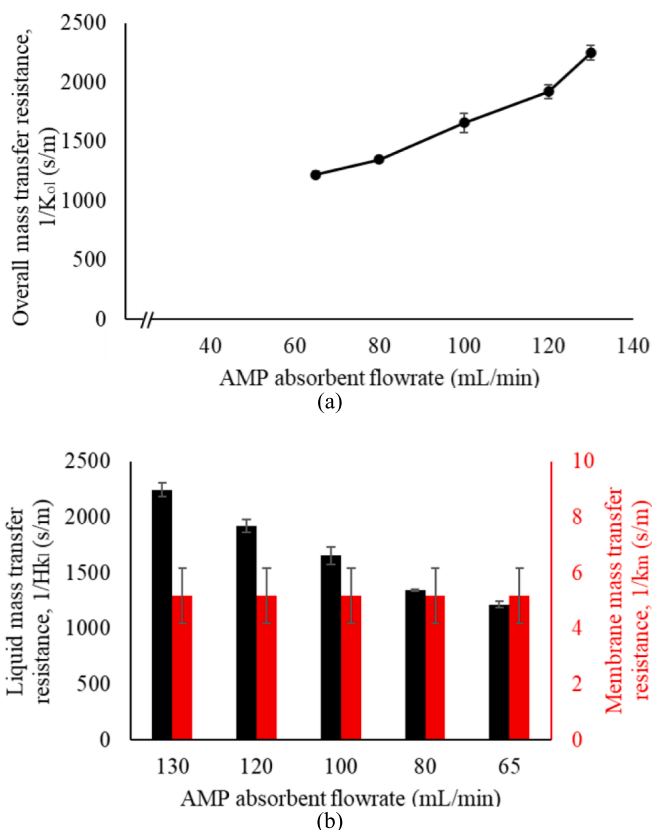 Overall mass transfer resistance,
1/Kol (s/m)
2500
2000
1500
1000
500
0
40 60 80 100 120 140
AMP absorbent flowrate (mL/min)
(a)
Liquid mass transfer
resistance, 1/Hkl (s/m)
2500
2000
1500
1000
500
0
10
8
6
4
2
0
Membrane mass transfer
resistance, 1/km (s/m)
130 120 100 80 65
AMP absorbent flowrate (mL/min)
(b)